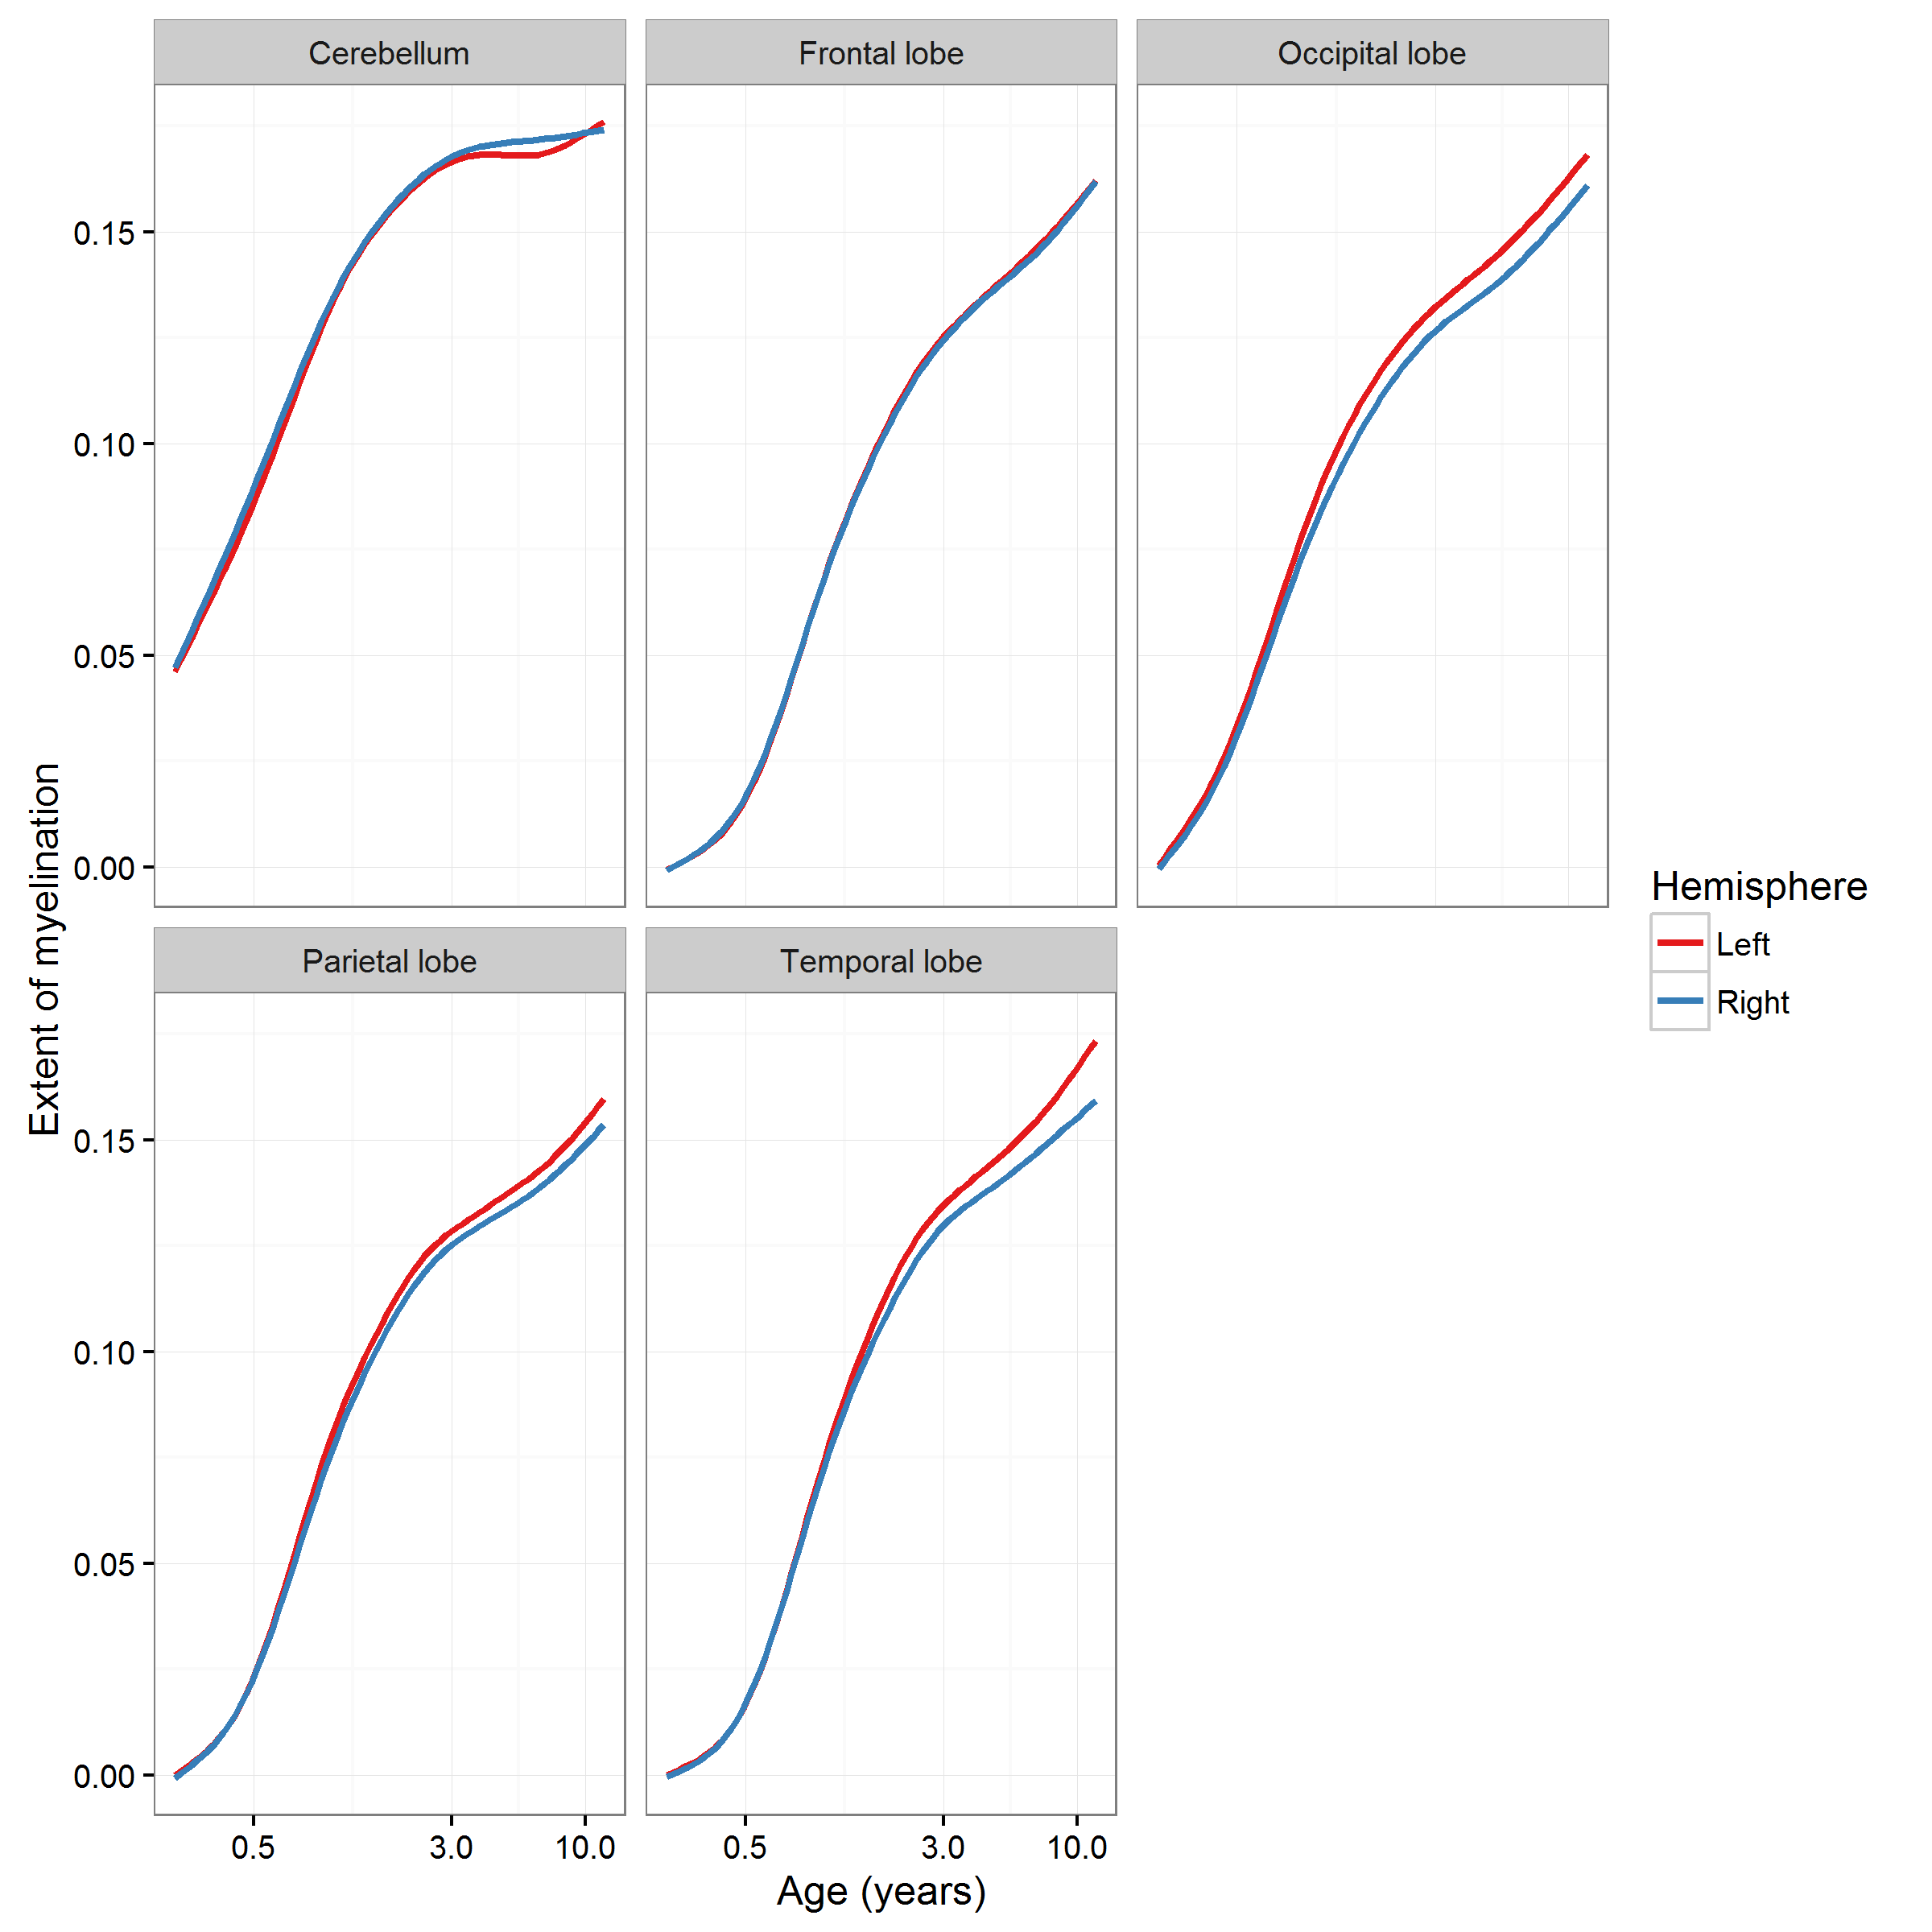 Cerebellum
Frontal lobe
Occipital lobe
0.15
0.10
0.05
0.00
Parietal lobe
Temporal lobe
0.15
0.10
0.05
0.00
0.5 3.0 10.0
0.5 3.0 10.0
Age (years)
Extent of myelination
Hemisphere
Left
Right